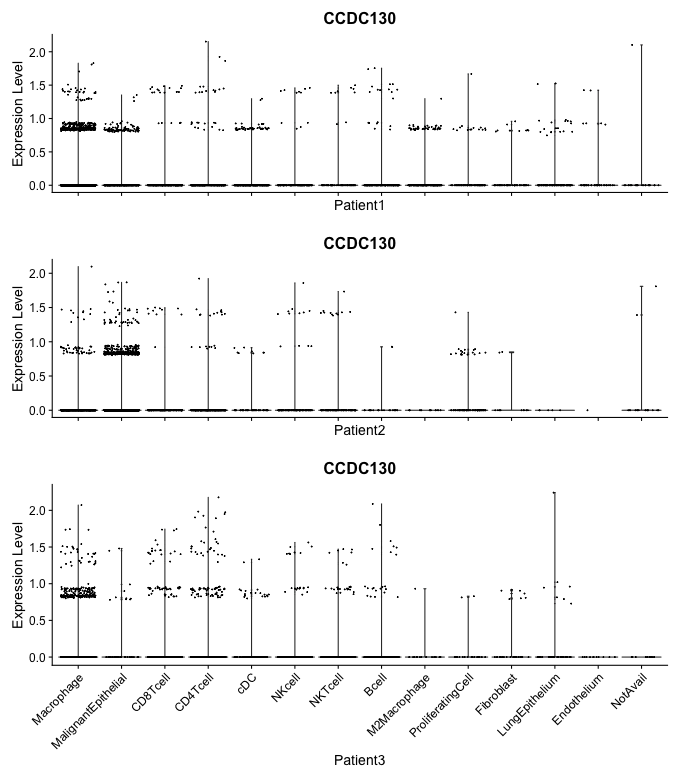 CCDC130
Expression Level
2.0
1.5
1.0
0.5
0.0
Patient1
CCDC130
Expression Level
2.0
1.5
1.0
0.5
0.0
Patient2
CCDC130
Expression Level
2.0
1.5
1.0
0.5
0.0
Macrophage
MalignantEpithelial
CD8Tcell
CD4Tcell
cDC
NKcell
NKTcell
Bcell
M2Macrophage
ProliferatingCell
Fibroblast
LungEpithelium
Endothelium
NotAvail
Patient3